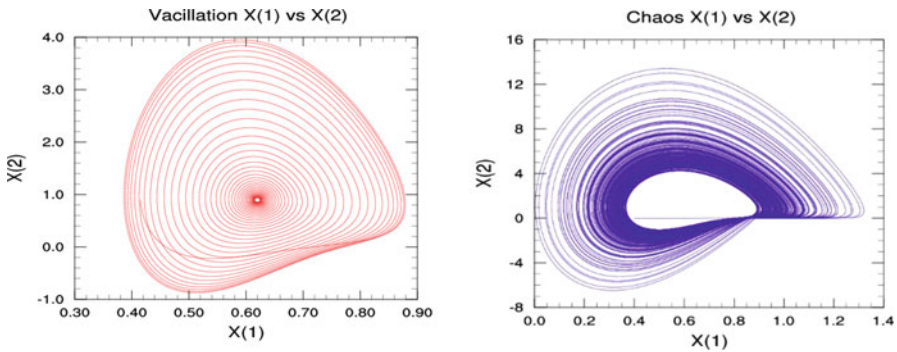 Vacillation X(1) vs X(2)
4.0
3.0
2.0
1.0
0.0
-1.0
X(2)
0.30 0.40 0.50 0.60 0.70 0.80 0.90
X(1)
Chaos X(1) vs X(2)
16
12
8
4
0
-4
-8
X(2)
0.0 0.2 0.4 0.6 0.8 1.0 1.2 1.4
X(1)